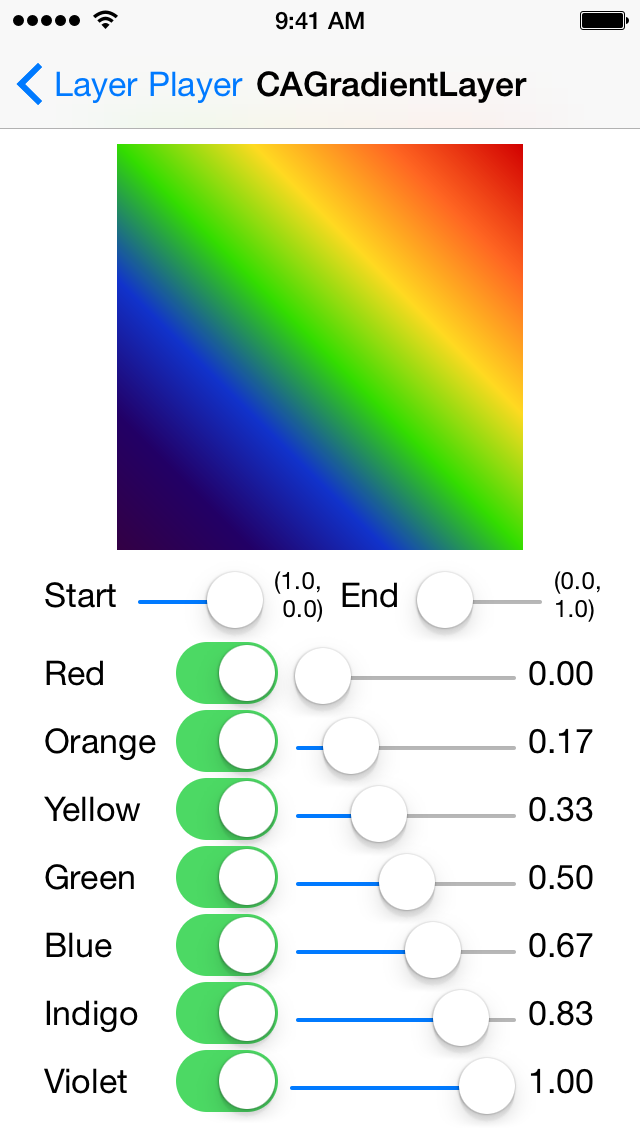 9:41 AM
Layer Player CAGradientLayer
Start (1.0, 0.0) End (0.0, 1.0)
Red 0.00
Orange 0.17
Yellow 0.33
Green 0.50
Blue 0.67
Indigo 0.83
Violet 1.00